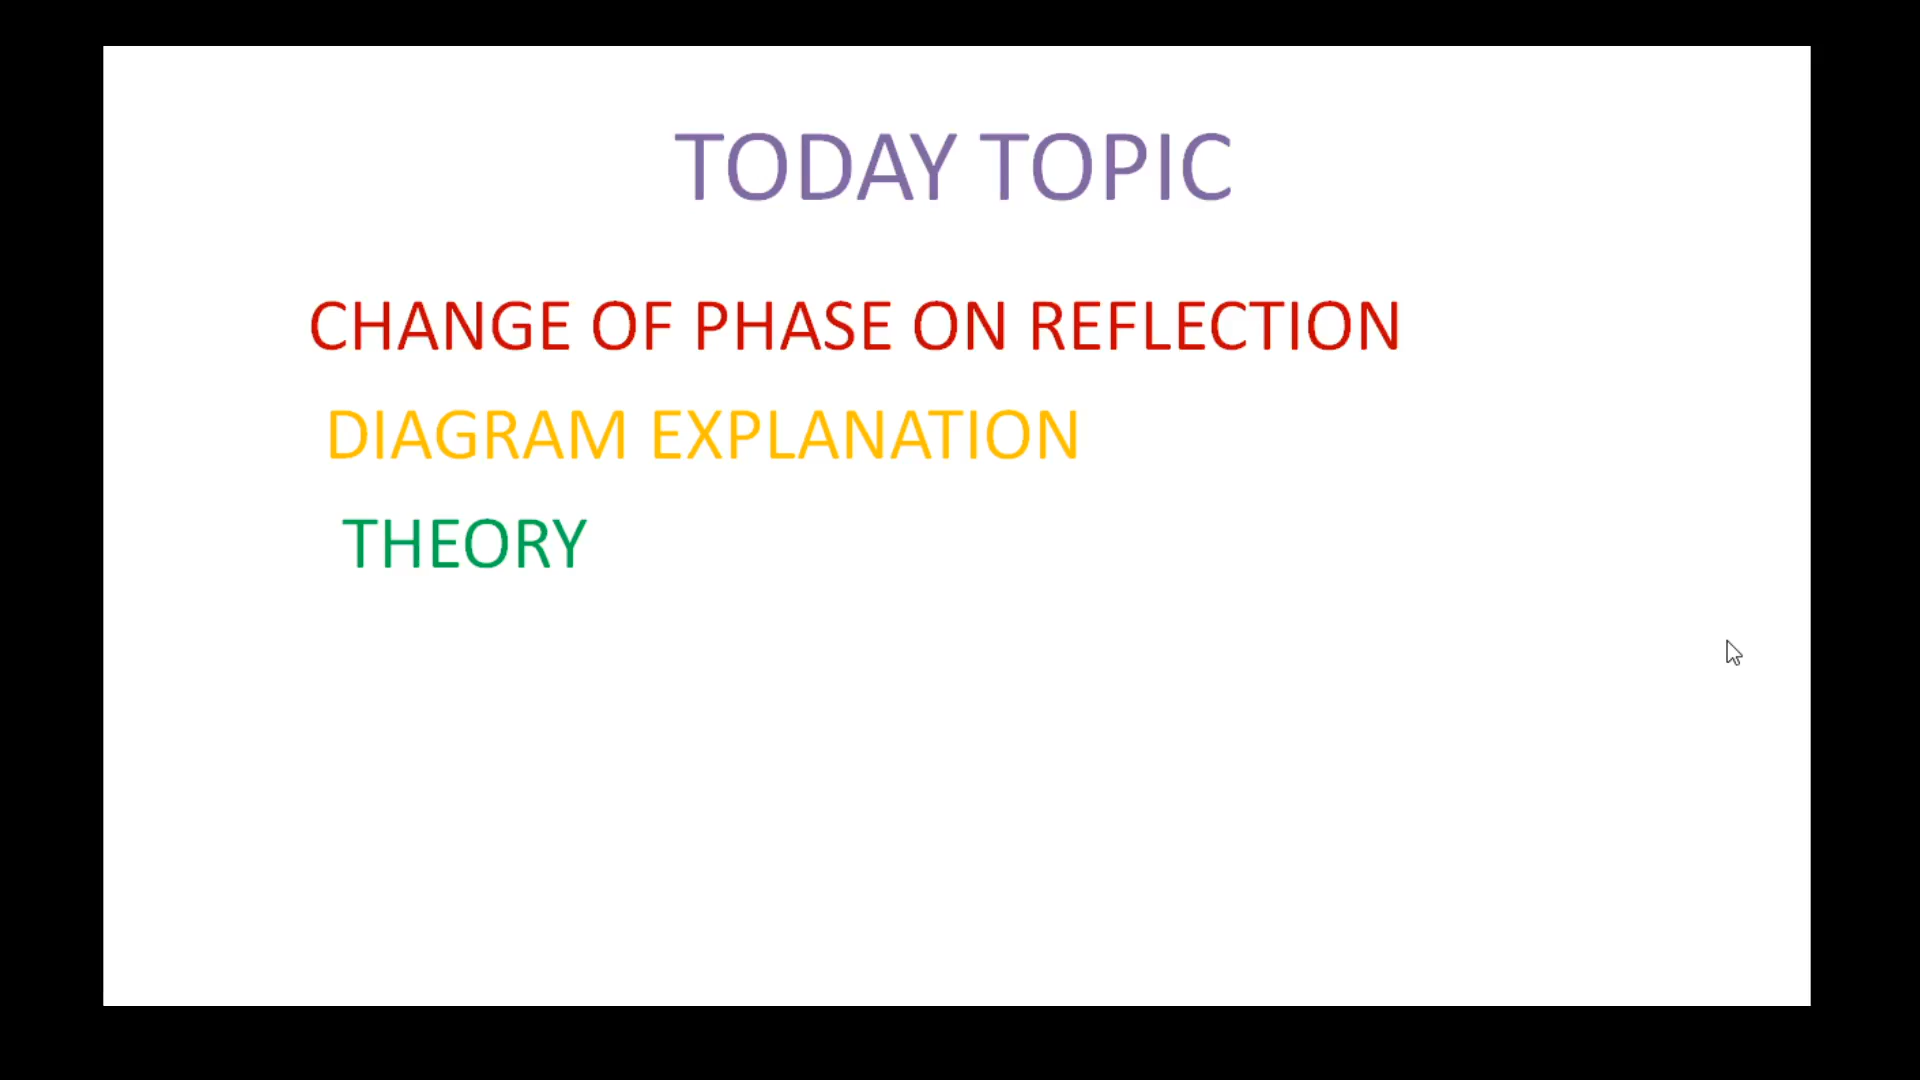 TODAY TOPIC
CHANGE OF PHASE ON REFLECTION
DIAGRAM EXPLANATION
THEORY